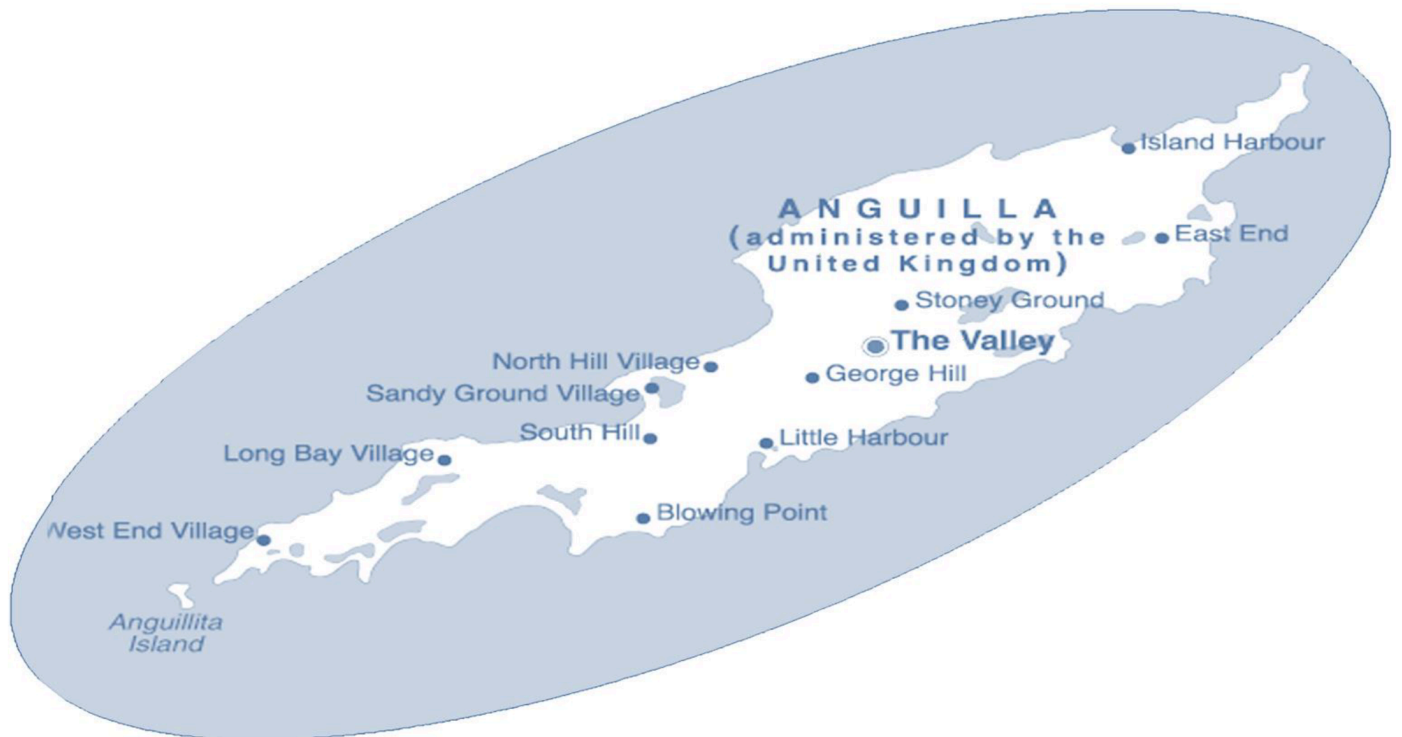 Island Harbour
ANGUILLA
(administered by the
United Kingdom)
East End
Stoney Ground
The Valley
North Hill Village
George Hill
Sandy Ground Village
South Hill
Little Harbour
Long Bay Village
Blowing Point
West End Village
Anguillita
Island